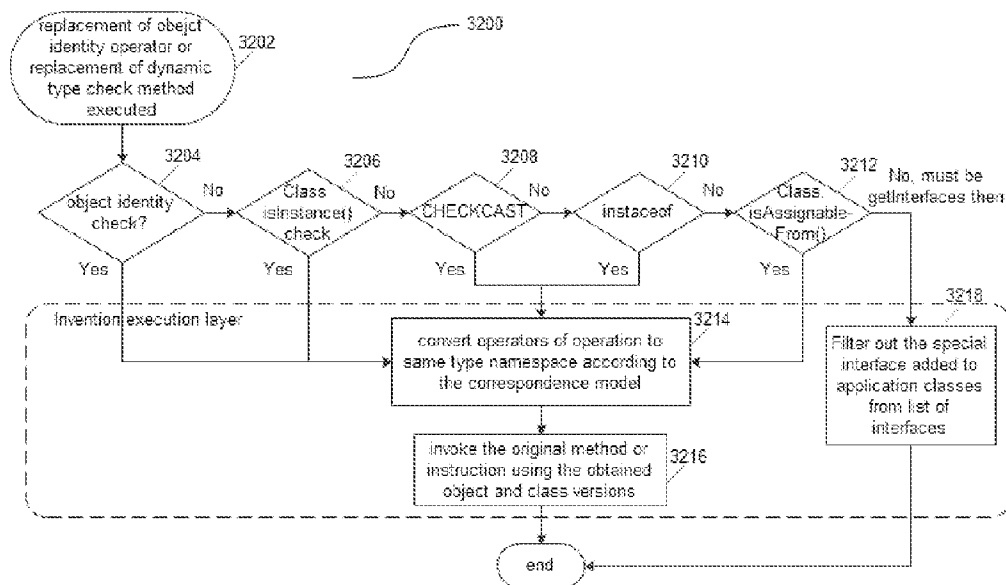 replacement of obejct
identity operator or
replacement of dynamic
type check method
executed
3202
3200
3204
object identity
check?
No
Yes
3206
Class
isInstance()
check
No
Yes
3208
CHECKCAST
No
Yes
3210
instaceof
No
Yes
3212
Class.
isAssignable-
From()
Yes
No, must be
getInterfaces then
Invention execution layer
3214
convert operators of operation to
same type namespace according to
the correspondence model
3216
invoke the original method or
instruction using the obtained
object and class versions
3218
Filter out the special
interface added to
application classes
from list of
interfaces
end